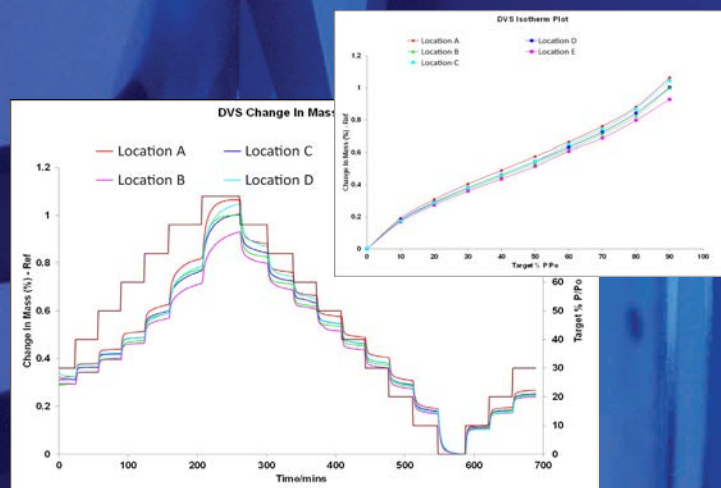 DVS Isotherm Plot
Location A
Location B
Location C
Location D
Location E
1.2
1
0.8
0.6
0.4
0.2
0
Change In Mass (%) - Ref
0 10 20 30 40 50 60 70 80 90 100
Target % P/Po
DVS Change In Mass
Location A
Location B
Location C
Location D
1.2
1
0.8
0.6
0.4
0.2
0
Change In Mass (%) - Ref
60
50
40
30
20
10
0
Target % P/Po
0 100 200 300 400 500 600 700
Time/mins